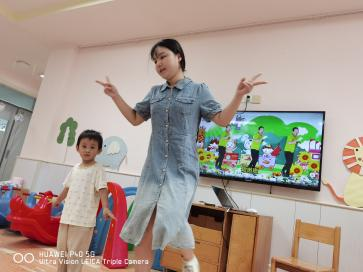 HUAWEI P40 5G
Ultra Vision LEICA Triple Camera